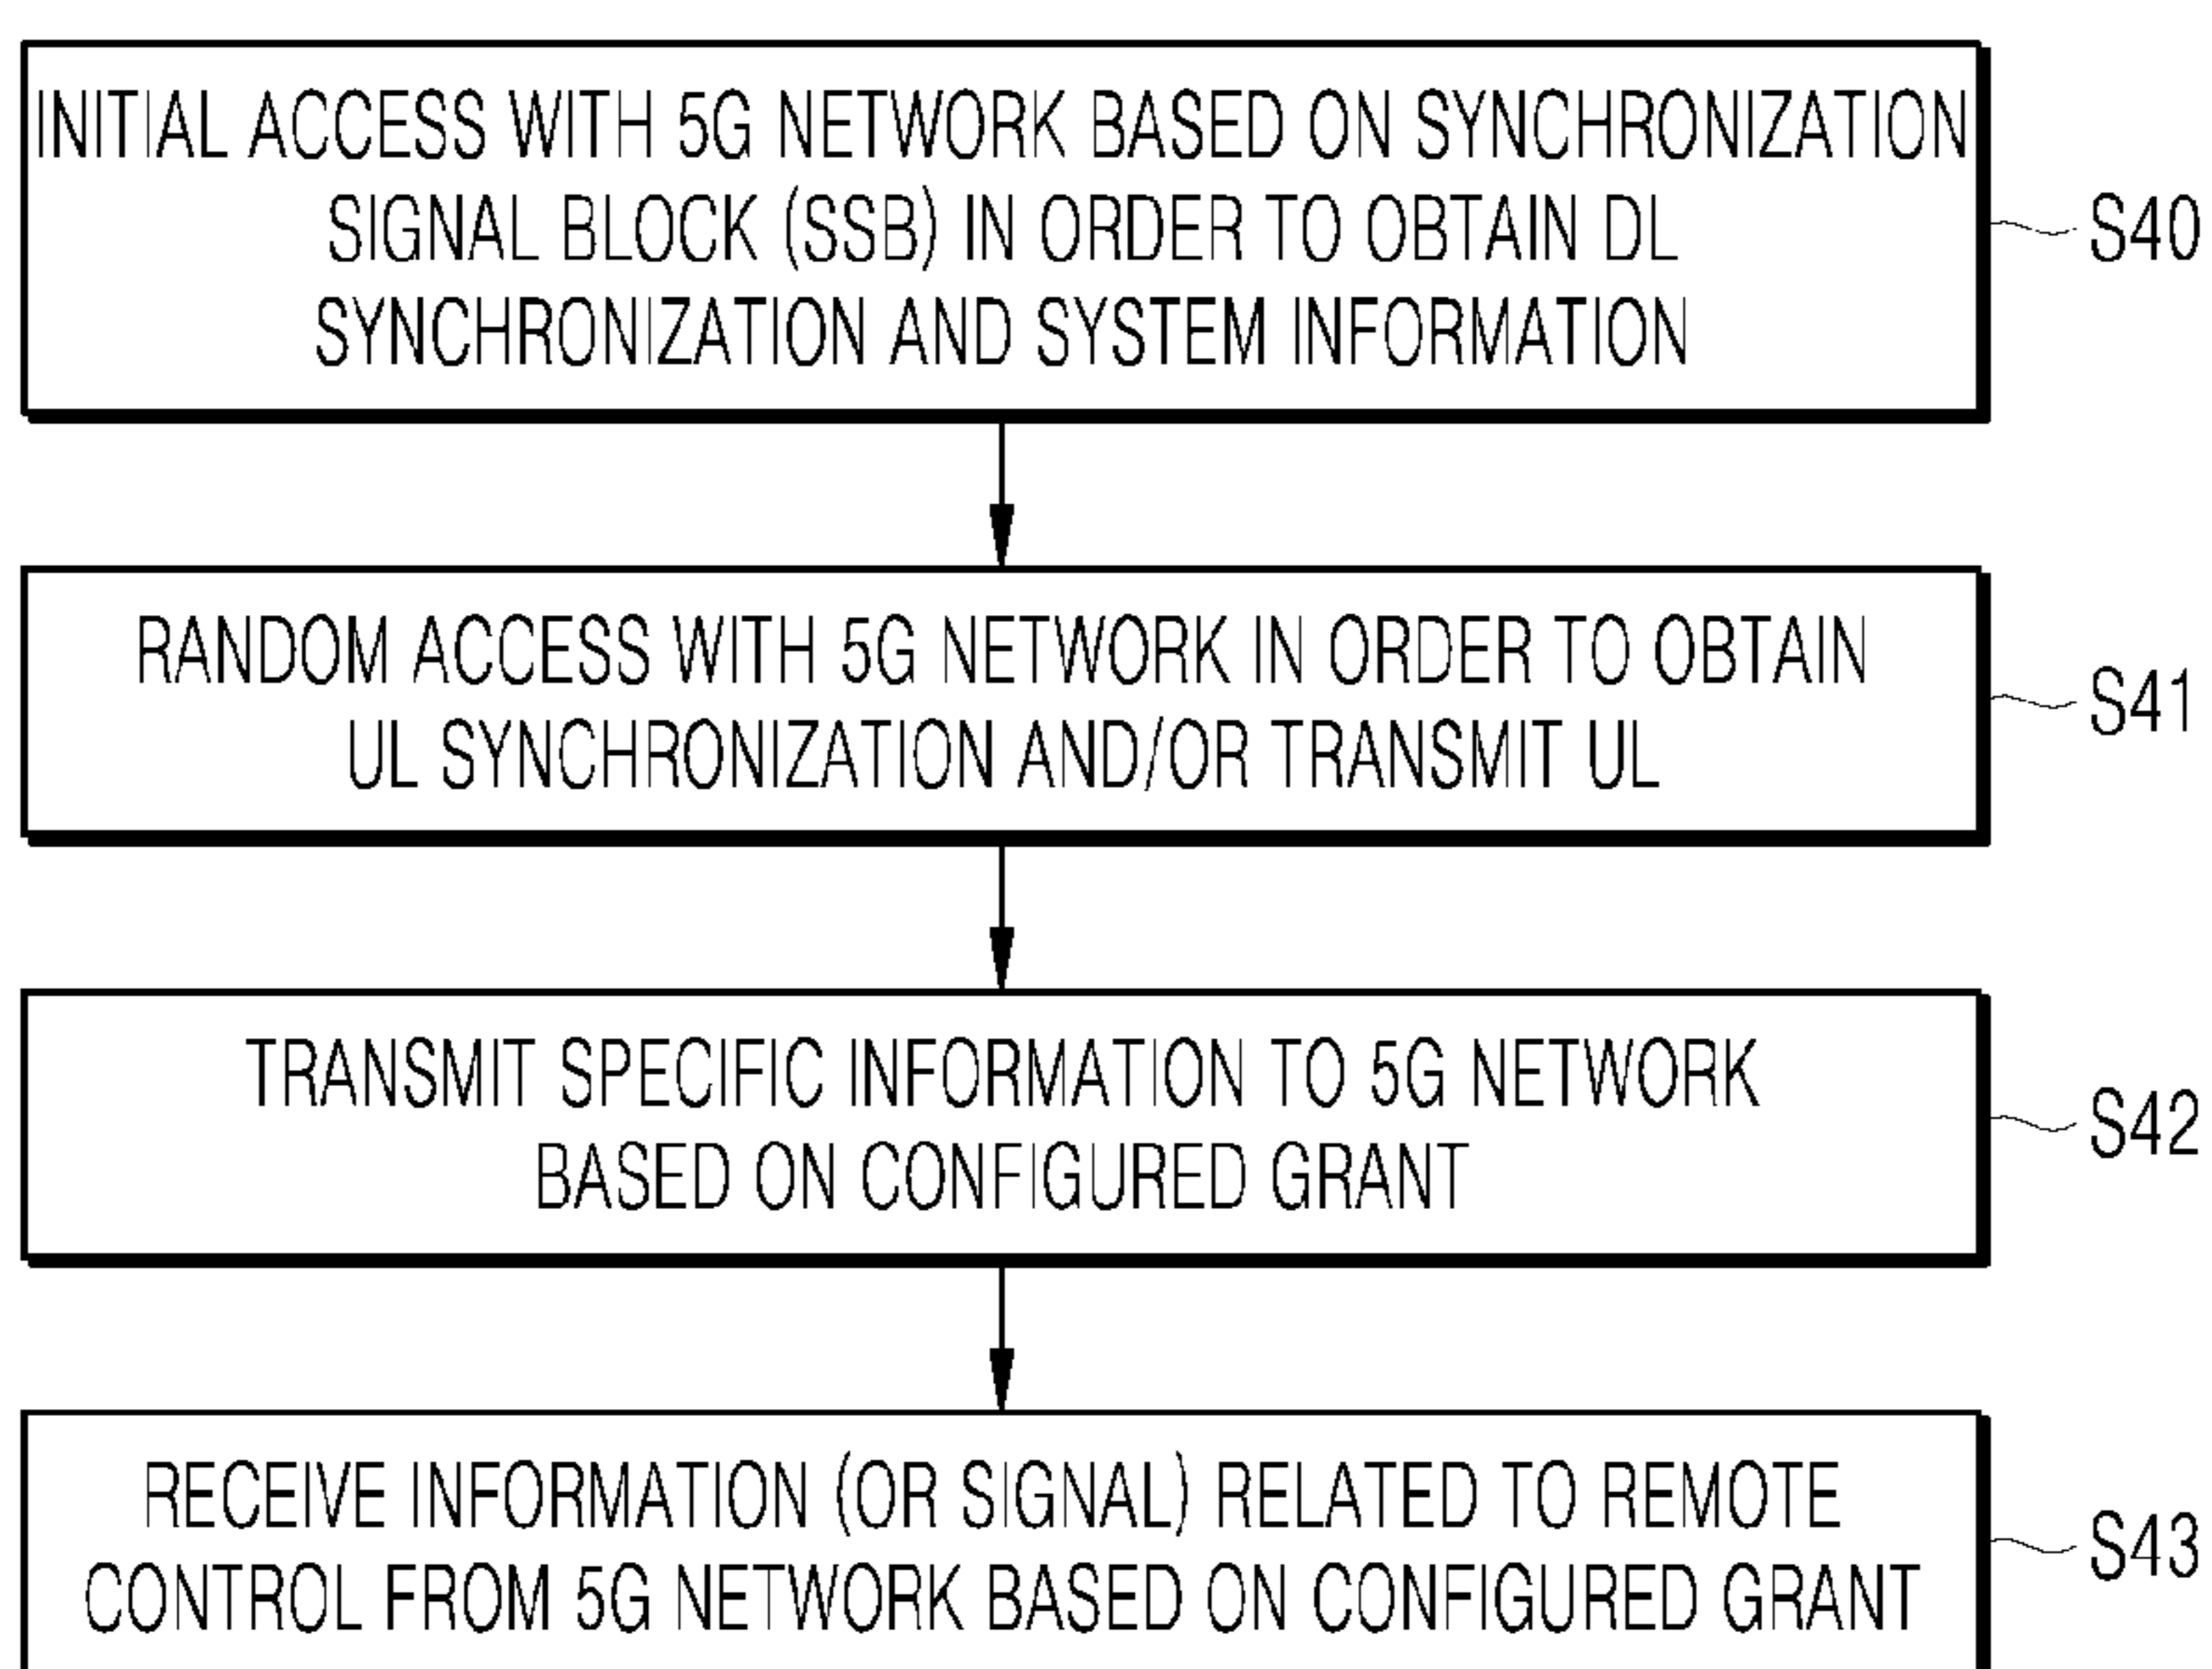 INITIAL ACCESS WITH 5G NETWORK BASED ON SYNCHRONIZATION
SIGNAL BLOCK (SSB) IN ORDER TO OBTAIN DL
SYNCHRONIZATION AND SYSTEM INFORMATION
S40
RANDOM ACCESS WITH 5G NETWORK IN ORDER TO OBTAIN
UL SYNCHRONIZATION AND/OR TRANSMIT UL
S41
TRANSMIT SPECIFIC INFORMATION TO 5G NETWORK
BASED ON CONFIGURED GRANT
S42
RECEIVE INFORMATION (OR SIGNAL) RELATED TO REMOTE
CONTROL FROM 5G NETWORK BASED ON CONFIGURED GRANT
S43